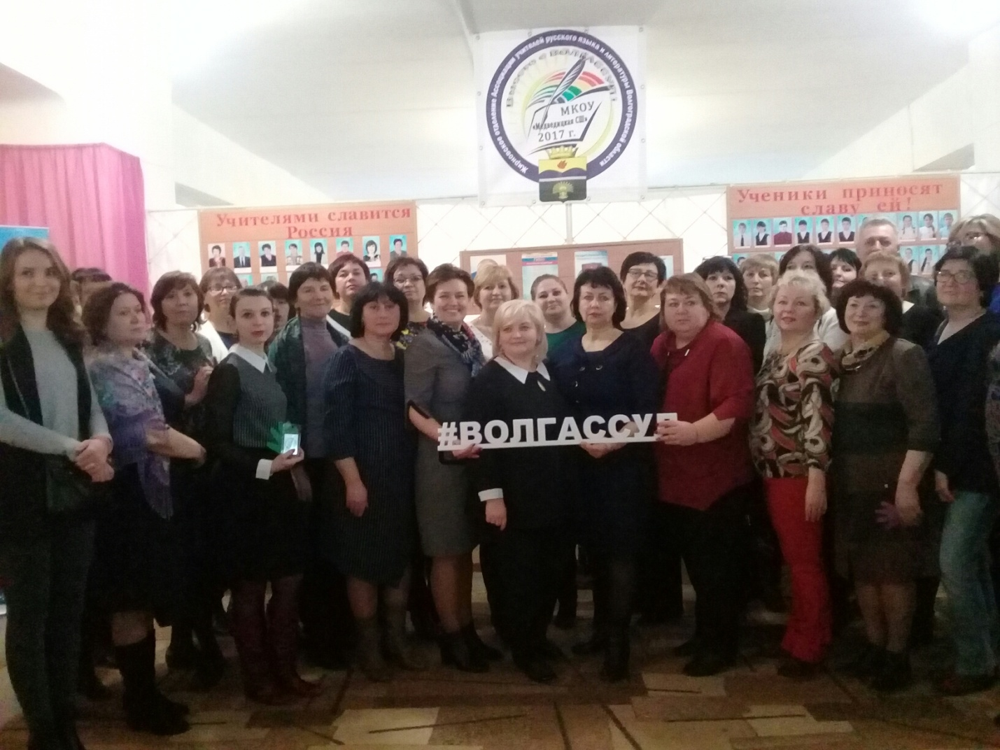 Жирновское отделение Ассоциации учителей русского языка и литературы Волгоградской области
Вместе с ВОЛГАССУЛ!
МКОУ
«Медведицкая СШ»
2017 г.
Учителями славится
Россия
Ученики приносят
славу ей!
#ВОЛГАССУЛ